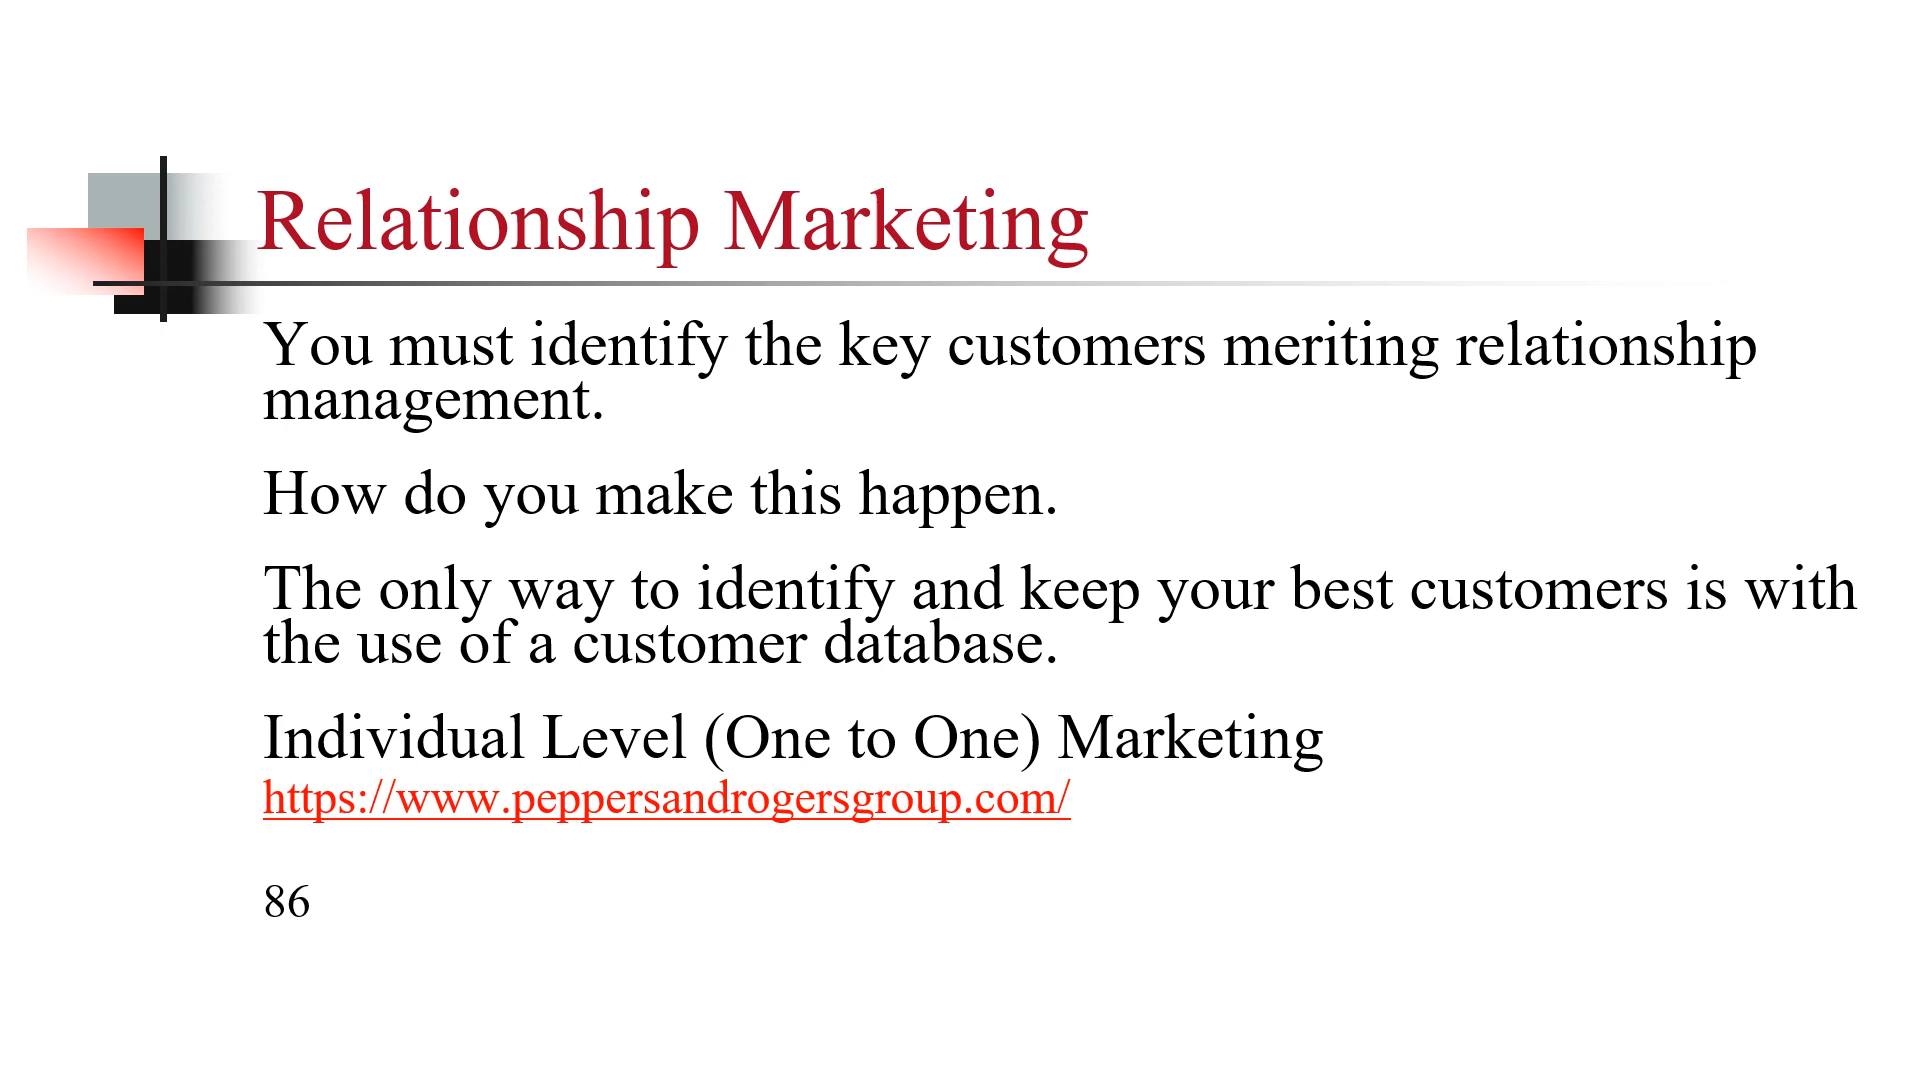 Relationship Marketing
You must identify the key customers meriting relationship
management.
How do you make this happen.
The only way to identify and keep your best customers is with
the use of a customer database.
Individual Level (One to One) Marketing
https://www.peppersandrogersgroup.com/
86